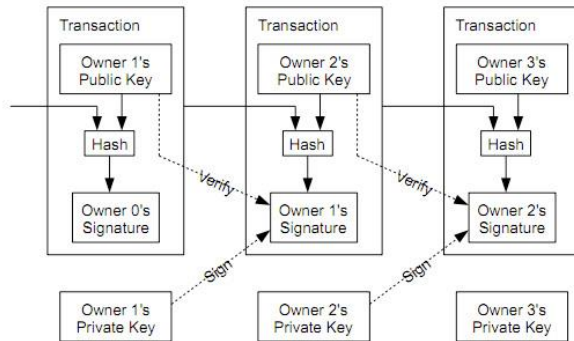 Transaction
Owner 1's
Public Key
Hash
Owner 0's
Signature
Verify
Transaction
Owner 2's
Public Key
Hash
Owner 1's
Signature
Verify
Transaction
Owner 3's
Public Key
Hash
Owner 2's
Signature
Sign
Sign
Owner 1's
Private Key
Owner 2's
Private Key
Owner 3's
Private Key